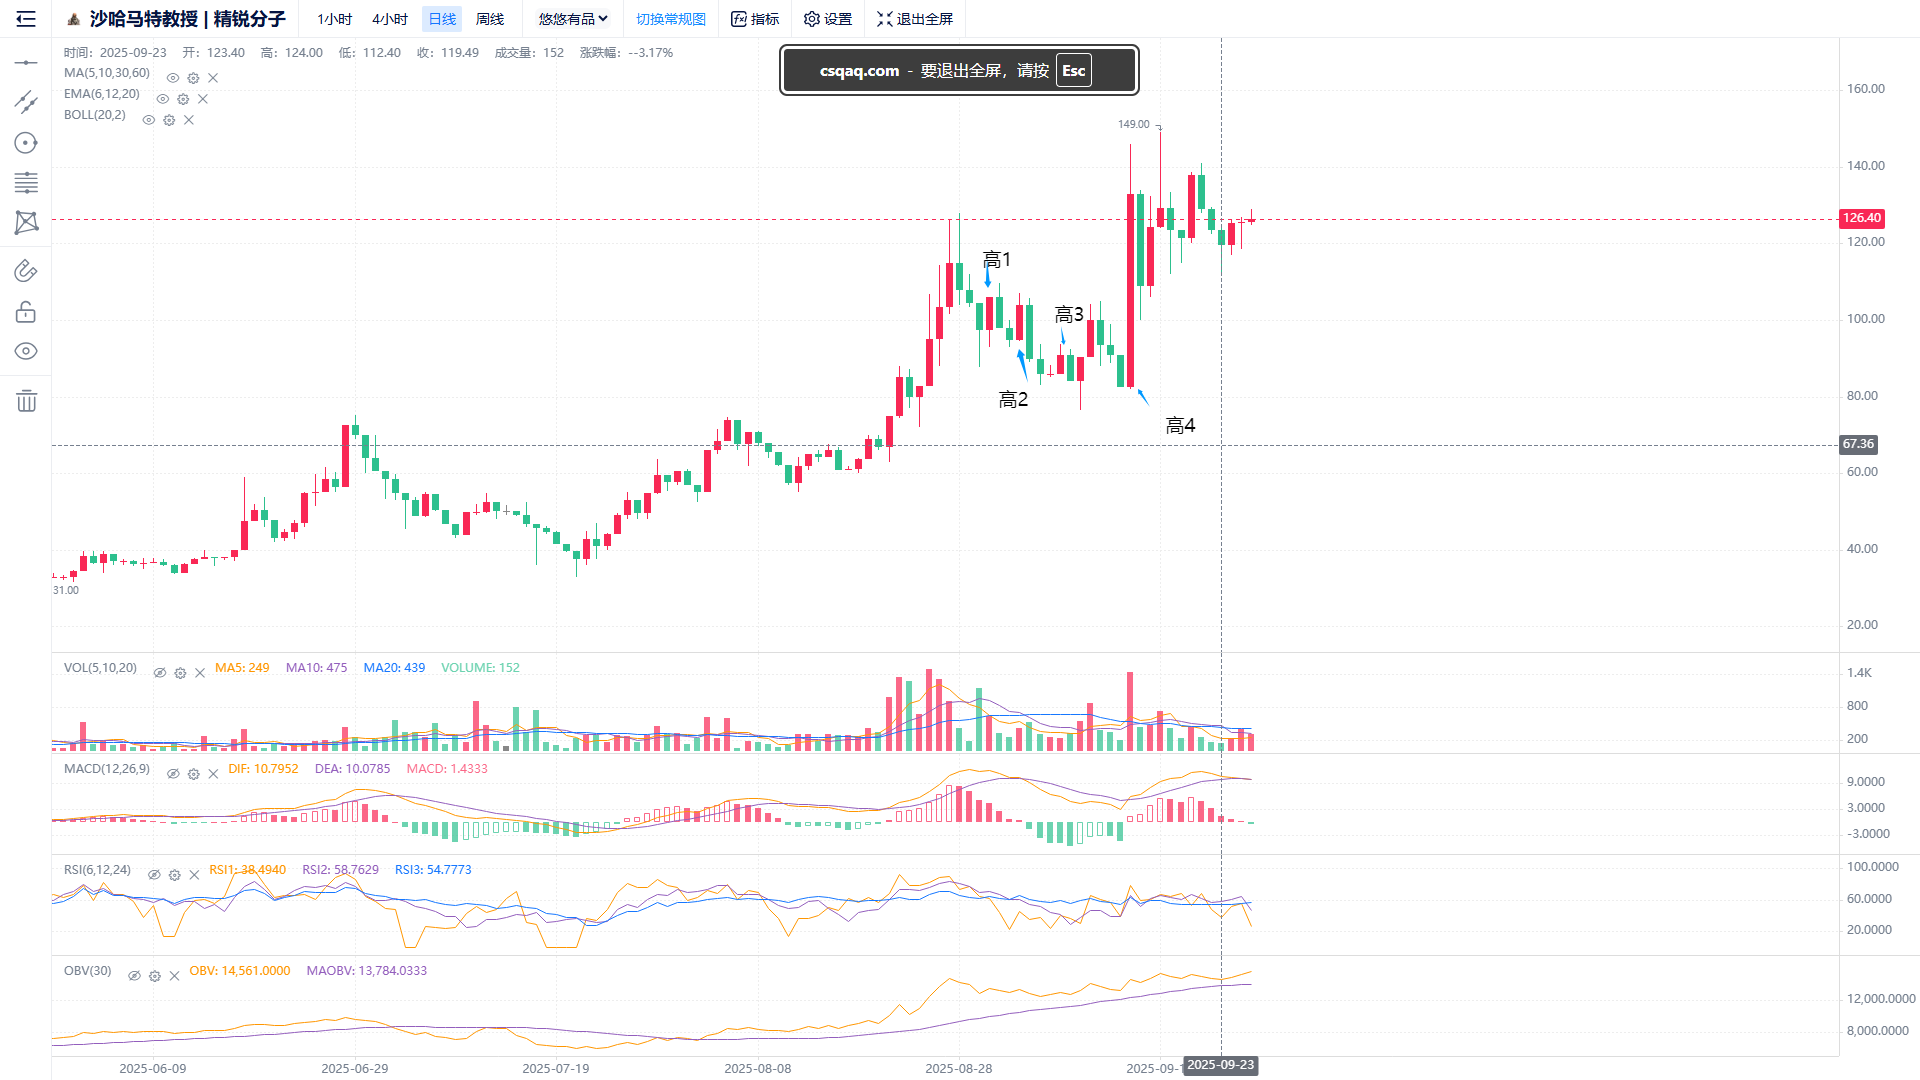 沙哈马特教授 | 精锐分子 1小时 4小时 日线 周线 悠悠有品 切换常规图 指标 设置 退出全屏
时间: 2025-09-23 开: 123.40 高: 124.00 低: 112.40 收: 119.49 成交量: 152 涨跌幅: --3.17%
MA(5,10,30,60)
EMA(6,12,20)
BOLL(20,2)
csqaq.com - 要退出全屏，请按 Esc
160.00
149.00
140.00
126.40
120.00
高1
高3
100.00
高2
80.00
高4
67.36
60.00
40.00
31.00
20.00
VOL(5,10,20) MA5: 249 MA10: 475 MA20: 439 VOLUME: 152
1.4K
800
200
MACD(12,26,9) DIF: 10.7952 DEA: 10.0785 MACD: 1.4333
9.0000
3.0000
-3.0000
RSI(6,12,24) RSI1: 38.4940 RSI2: 58.7629 RSI3: 54.7773
100.0000
60.0000
20.0000
OBV(30) OBV: 14,561.0000 MAOBV: 13,784.0333
12,000.0000
8,000.0000
2025-06-09 2025-06-29 2025-07-19 2025-08-08 2025-08-28 2025-09-1 2025-09-23